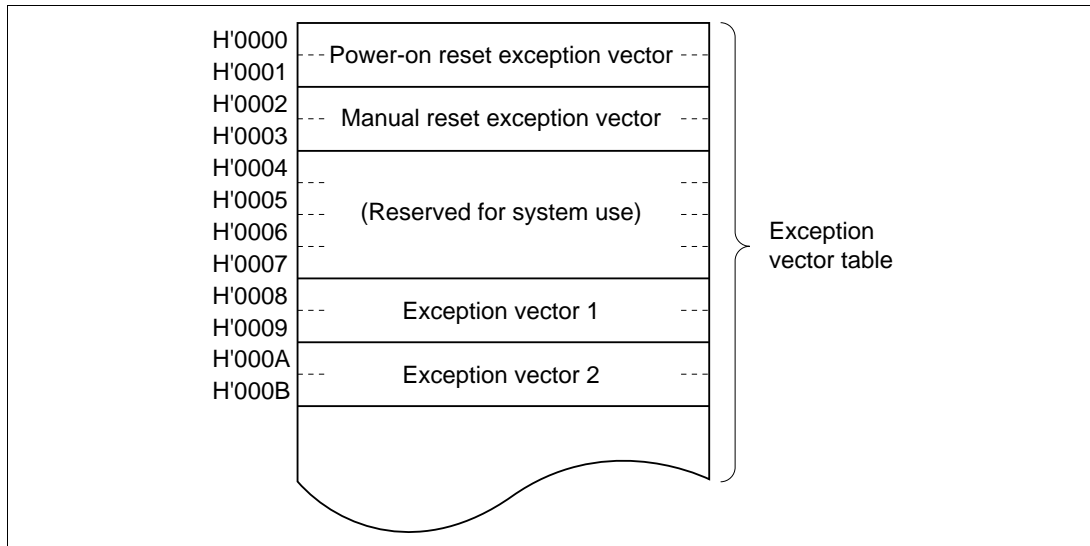 H'0000
Power-on reset exception vector
H'0001
H'0002
Manual reset exception vector
H'0003
H'0004
H'0005
(Reserved for system use)
H'0006
H'0007
Exception
vector table
H'0008
Exception vector 1
H'0009
H'000A
Exception vector 2
H'000B